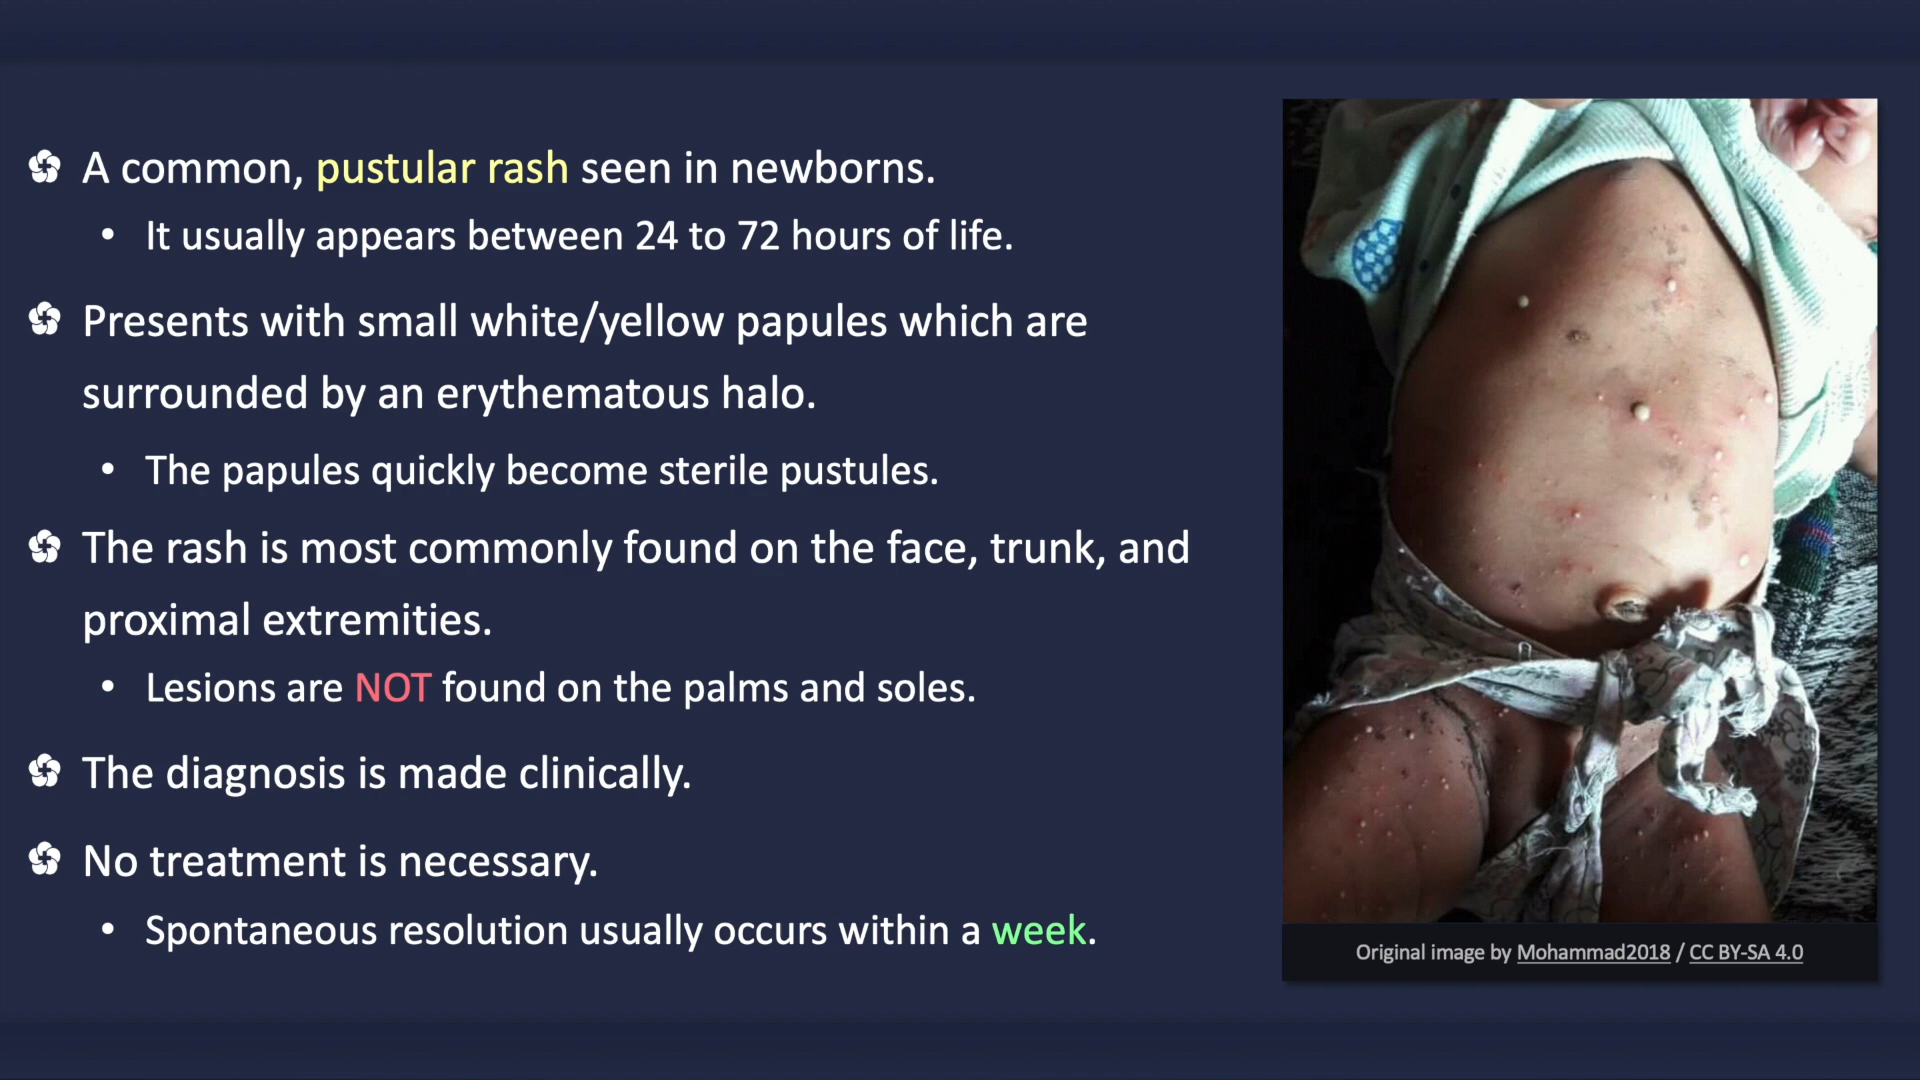 A common, pustular rash seen in newborns.
• It usually appears between 24 to 72 hours of life.
Presents with small white/yellow papules which are
surrounded by an erythematous halo.
• The papules quickly become sterile pustules.
The rash is most commonly found on the face, trunk, and
proximal extremities.
• Lesions are NOT found on the palms and soles.
The diagnosis is made clinically.
No treatment is necessary.
• Spontaneous resolution usually occurs within a week.
Original image by Mohammad2018 / CC BY-SA 4.0